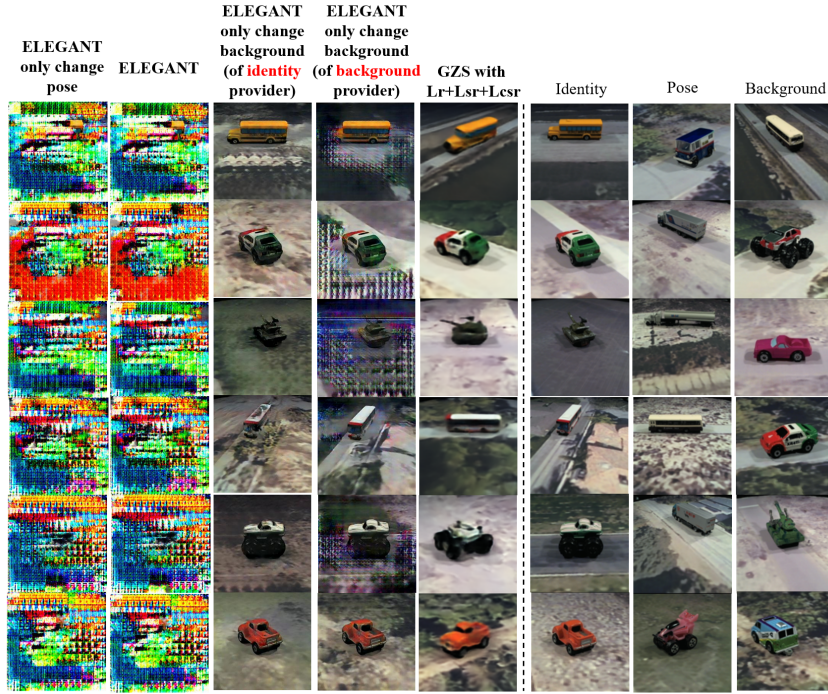 ELEGANT
only change
pose
ELEGANT
ELEGANT
only change
background
(of identity
provider)
ELEGANT
only change
background
(of background
provider)
GZS with
Lr+Lsr+Lcsr
Identity
Pose
Background